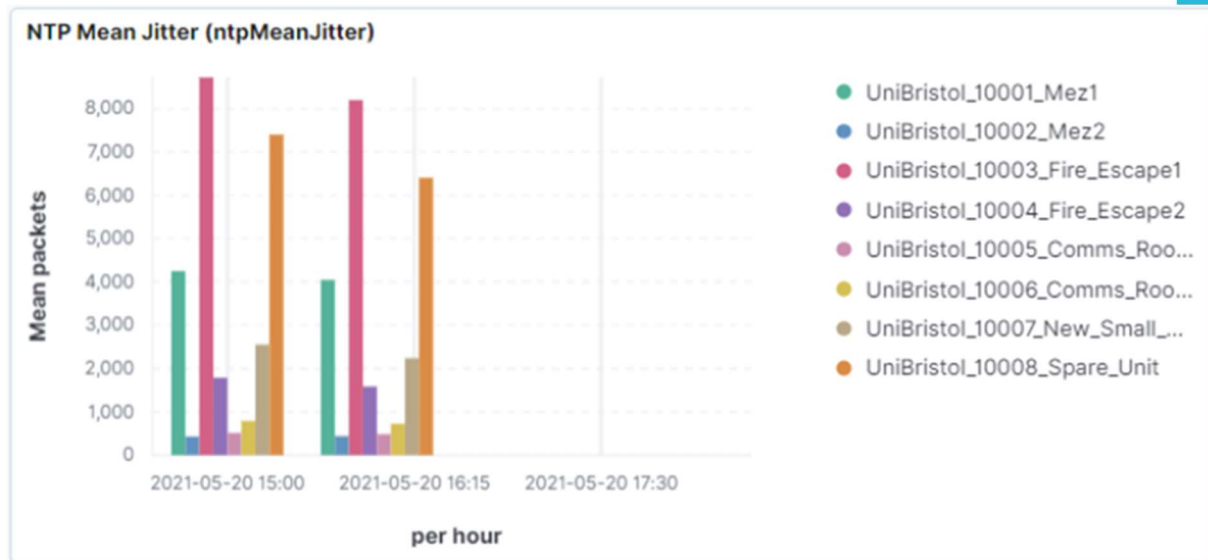 NTP Mean Jitter (ntpMeanJitter)
Mean packets
8,000
7,000
6,000
5,000
4,000
3,000
2,000
1,000
0
2021-05-20 15:00 2021-05-20 16:15 2021-05-20 17:30
per hour
UniBristol_10001_Mez1
UniBristol_10002_Mez2
UniBristol_10003_Fire_Escape1
UniBristol_10004_Fire_Escape2
UniBristol_10005_Comms_Roo...
UniBristol_10006_Comms_Roo...
UniBristol_10007_New_Small_...
UniBristol_10008_Spare_Unit